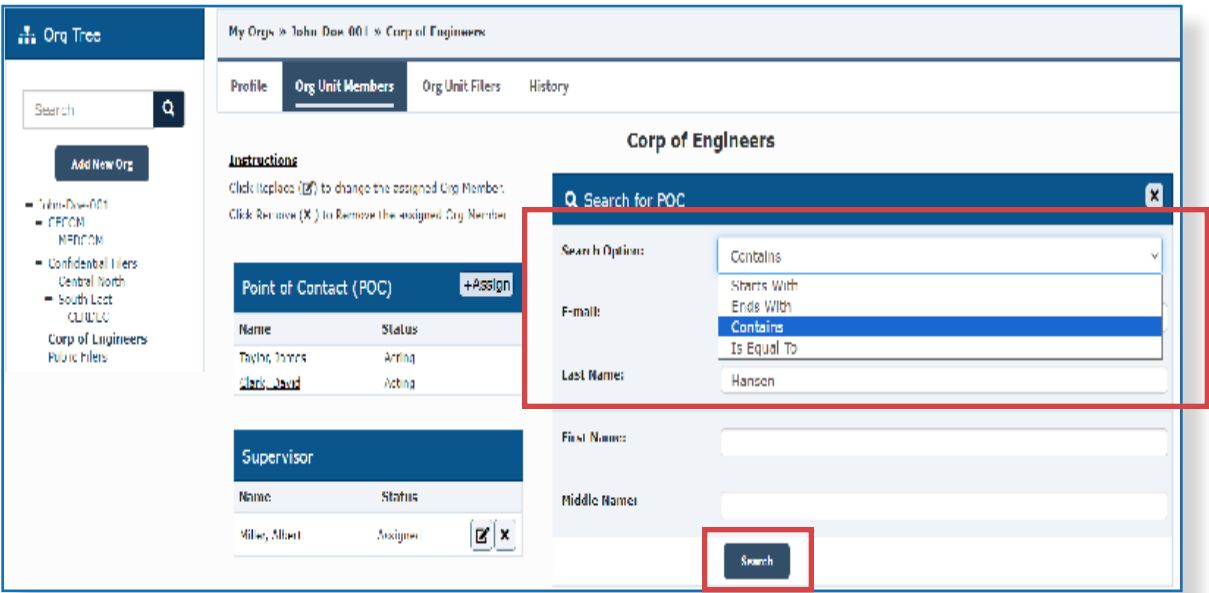 Org Tree
Search
Add New Org
John-Doe-001
CECOM
MEDCOM
Confidential Filers
Central North
South East
CERDEC
Corp of Engineers
Public Filers
My Orgs » John-Doe-001 » Corp of Engineers
Profile Org Unit Members Org Unit Filers History
Corp of Engineers
Instructions
Click Replace ( ) to change the assigned Org Member.
Click Remove (X ) to Remove the assigned Org Member
Point of Contact (POC) +Assign
Name Status
Taylor, James Acting
Clark, David Acting
Supervisor
Name Status
Miller, Albert Assigned X
Search for POC X
Search Option: Contains
Starts With
Ends With
Contains
Is Equal To
E-mail:
Last Name: Hansen
First Name:
Middle Name:
Search